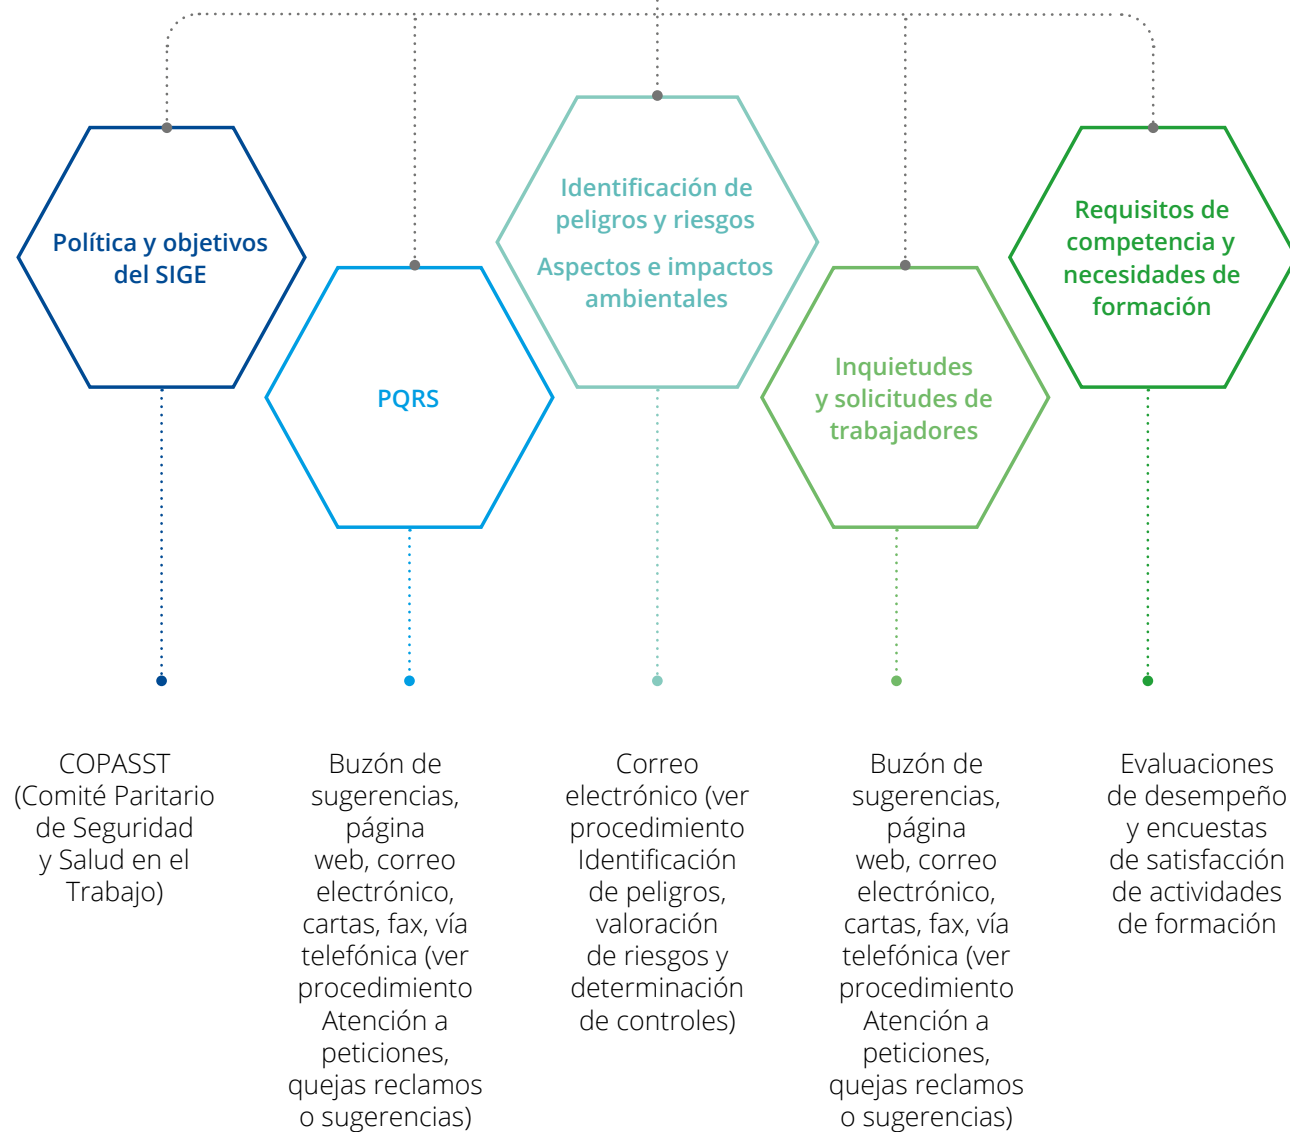 Política y objetivos
del SIGE
PQRS
Identificación de
peligros y riesgos
Aspectos e impactos
ambientales
Inquietudes
y solicitudes de
trabajadores
Requisitos de
competencia y
necesidades de
formación
COPASST
(Comité Paritario
de Seguridad
y Salud en el
Trabajo)
Buzón de
sugerencias,
página
web, correo
electrónico,
cartas, fax, vía
telefónica (ver
procedimiento
Atención a
peticiones,
quejas reclamos
o sugerencias)
Correo
electrónico (ver
procedimiento
Identificación
de peligros,
valoración
de riesgos y
determinación
de controles)
Buzón de
sugerencias,
página
web, correo
electrónico,
cartas, fax, vía
telefónica (ver
procedimiento
Atención a
peticiones,
quejas reclamos
o sugerencias)
Evaluaciones
de desempeño
y encuestas
de satisfacción
de actividades
de formación